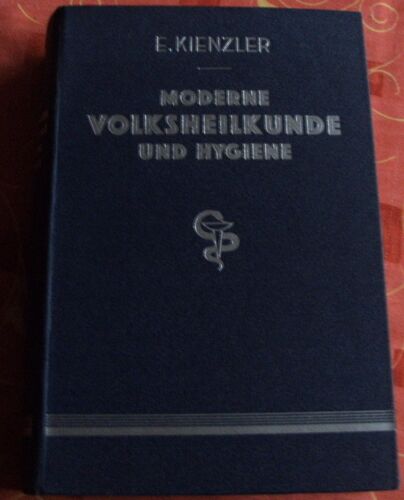 E. KIENZLER
MODERNE
VOLKSHEILKUNDE
UND HYGIENE